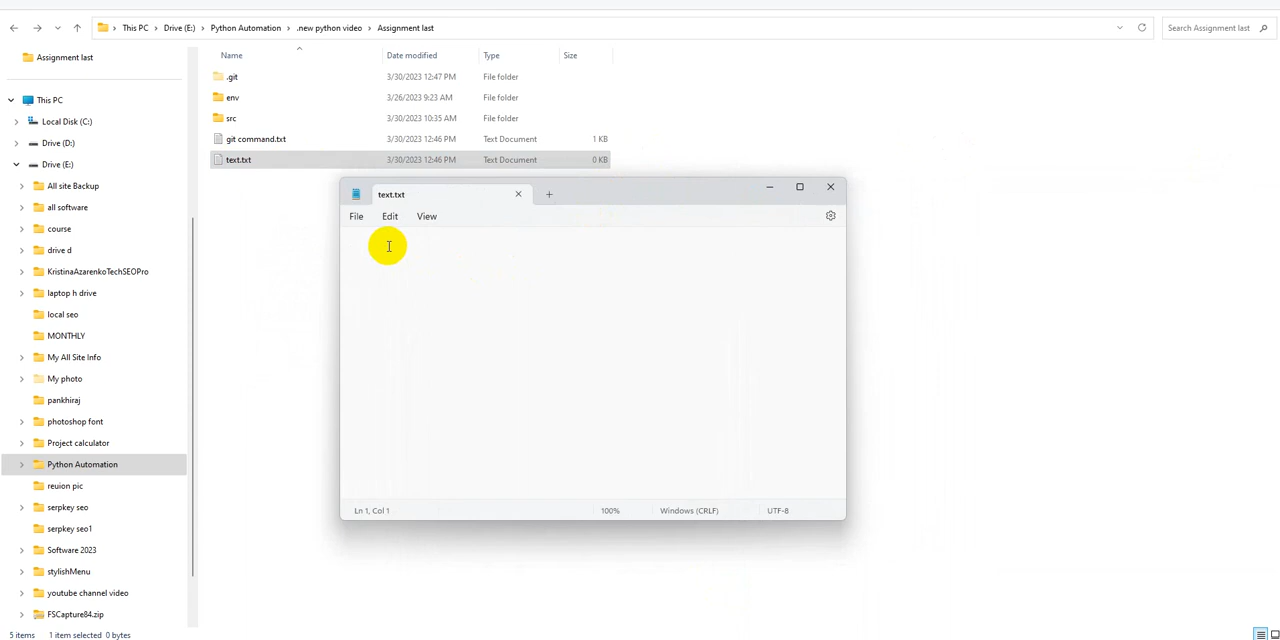 This PC > Drive (E:) > Python Automation > .new python video > Assignment last
Search Assignment last
Assignment last
This PC
Local Disk (C:)
Drive (D:)
Drive (E:)
All site Backup
all software
course
drive d
KristinaAzarenkoTechSEOPro
laptop h drive
local seo
MONTHLY
My All Site Info
My photo
pankhiraj
photoshop font
Project calculator
Python Automation
reuion pic
serpkey seo
serpkey seo1
Software 2023
stylishMenu
youtube channel video
FSCapture84.zip
Name Date modified Type Size
.git 3/30/2023 12:47 PM File folder
env 3/26/2023 9:23 AM File folder
src 3/30/2023 10:35 AM File folder
git command.txt 3/30/2023 12:46 PM Text Document 1 KB
text.txt 3/30/2023 12:46 PM Text Document 0 KB
text.txt
File Edit View
Ln 1, Col 1 100% Windows (CRLF) UTF-8
5 items 1 item selected 0 bytes